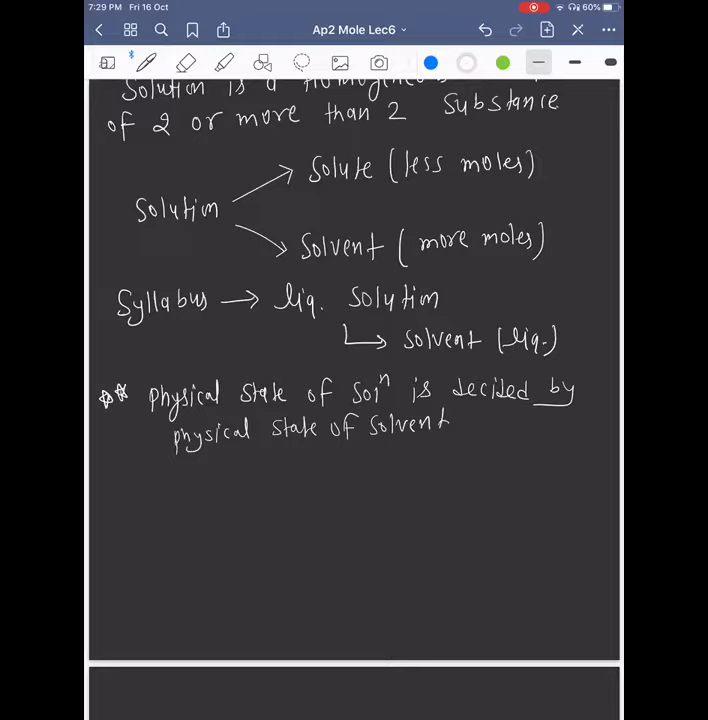 7:29 PM Fri 16 Oct
60%
Ap2 Mole Lec6
Solution is a Homogeneous
of 2 or more than 2 substance
Solution
Solute (less moles)
Solvent (more moles)
Syllabus → liq. solution
solvent (liq.)
physical state of solⁿ is decided by
physical state of solvent